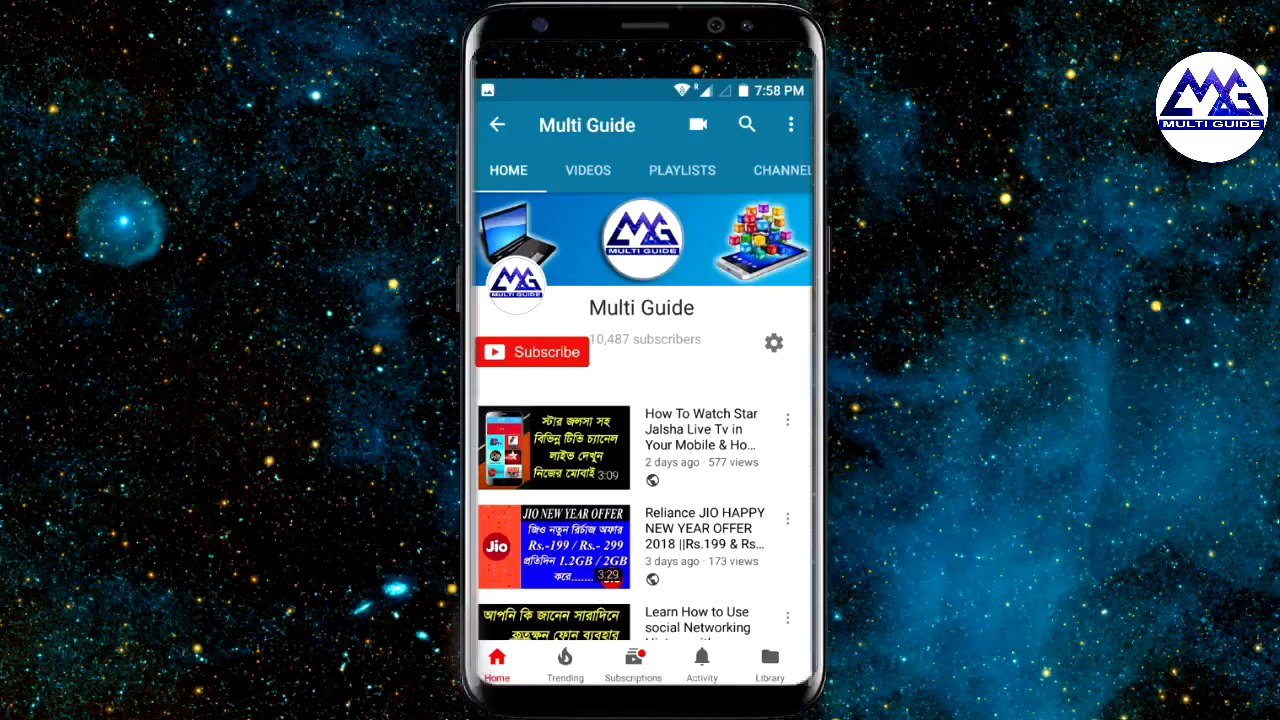 7:58 PM
Multi Guide
HOME VIDEOS PLAYLISTS CHANNEL
MULTI GUIDE
MULTI GUIDE
MULTI GUIDE
Multi Guide
10,487 subscribers
Subscribe
স্টার জলসা সহ
বিভিন্ন টিভি চ্যানেল
লাইভ দেখুন
নিজের মোবাই
3:09
How To Watch Star
Jalsha Live Tv in
Your Mobile & Ho...
2 days ago · 577 views
JIO NEW YEAR OFFER
জিও নতুন রির্চাজ অফার
Rs.-199 / Rs.- 299
প্রতিদিন 1.2GB / 2GB
করে.......
Jio
3:29
Reliance JIO HAPPY
NEW YEAR OFFER
2018 ||Rs.199 & Rs...
3 days ago · 173 views
আপনি কি জানেন সারাদিনে
কতক্ষন ফোন ব্যবহার
Learn How to Use
social Networking
Home Trending Subscriptions Activity Library